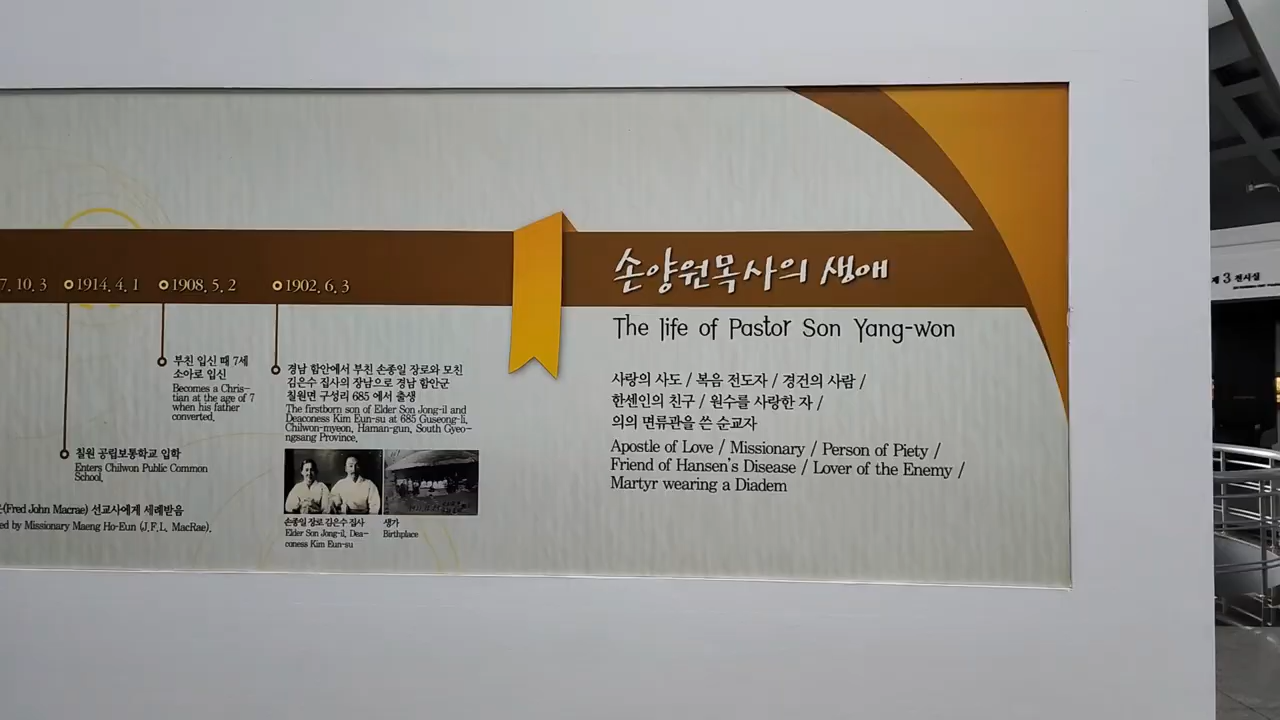 손양원목사의 생애
The life of Pastor Son Yang-won
사랑의 사도 / 복음 전도자 / 경건의 사람 /
한센인의 친구 / 원수를 사랑한 자 /
의의 면류관을 쓴 순교자
Apostle of Love / Missionary / Person of Piety /
Friend of Hansen's Disease / Lover of the Enemy /
Martyr wearing a Diadem
7. 10. 3
1914. 4. 1
1908. 5. 2
1902. 6. 3
경남 함안에서 부친 손종일 장로와 모친
김은수 집사의 장남으로 경남 함안군
칠원면 구성리 685 에서 출생
The firstborn son of Elder Son Jong-il and
Deaconess Kim Eun-su at 685 Guseong-li,
Chilwon-myeon, Haman-gun, South Gyeo-
ngsang Province.
손종일 장로 김은수 집사
Elder Son Jong-il, Dea-
coness Kim Eun-su
생가
Birthplace
부친 입신 때 7세
소아로 입신
Becomes a Chris-
tian at the age of 7
when his father
converted.
칠원 공립보통학교 입학
Enters Chilwon Public Common
School.
(Fred John Macrae) 선교사에게 세례받음
ed by Missionary Maeng Ho-Eun (J.F.L. MacRae).
제 3 전시실